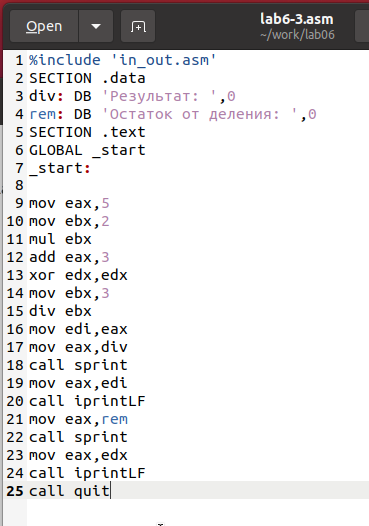 Open
lab6-3.asm
~/work/lab06
1 %include 'in_out.asm'
2 SECTION .data
3 div: DB 'Результат: ',0
4 rem: DB 'Остаток от деления: ',0
5 SECTION .text
6 GLOBAL _start
7 _start:
8
9 mov eax,5
10 mov ebx,2
11 mul ebx
12 add eax,3
13 xor edx,edx
14 mov ebx,3
15 div ebx
16 mov edi,eax
17 mov eax,div
18 call sprint
19 mov eax,edi
20 call iprintLF
21 mov eax,rem
22 call sprint
23 mov eax,edx
24 call iprintLF
25 call quit